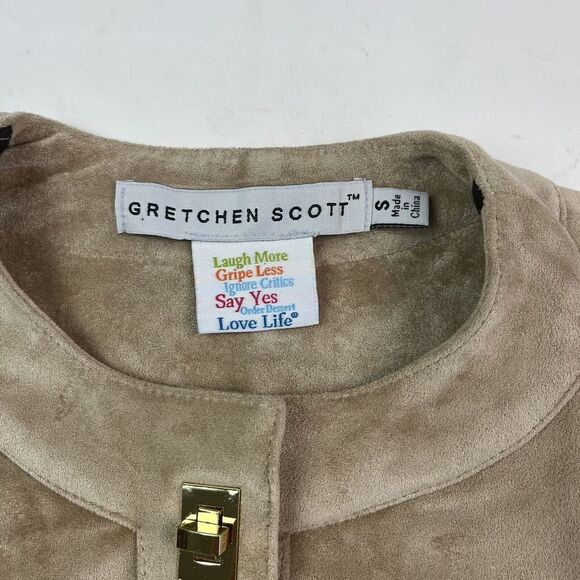 GRETCHEN SCOTT™
S
Made
in
China
Laugh More
Gripe Less
Ignore Critics
Say Yes
Order Dessert
Love Life®